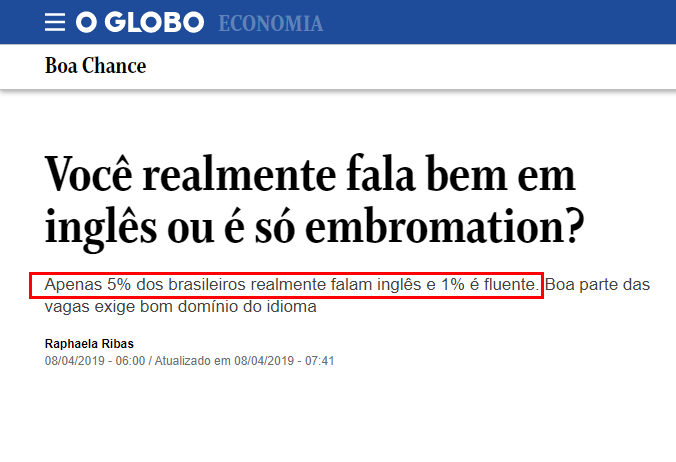 O GLOBO ECONOMIA
Boa Chance
Você realmente fala bem em
inglês ou é só embromation?
Apenas 5% dos brasileiros realmente falam inglês e 1% é fluente. Boa parte das
vagas exige bom domínio do idioma
Raphaela Ribas
08/04/2019 - 06:00 / Atualizado em 08/04/2019 - 07:41